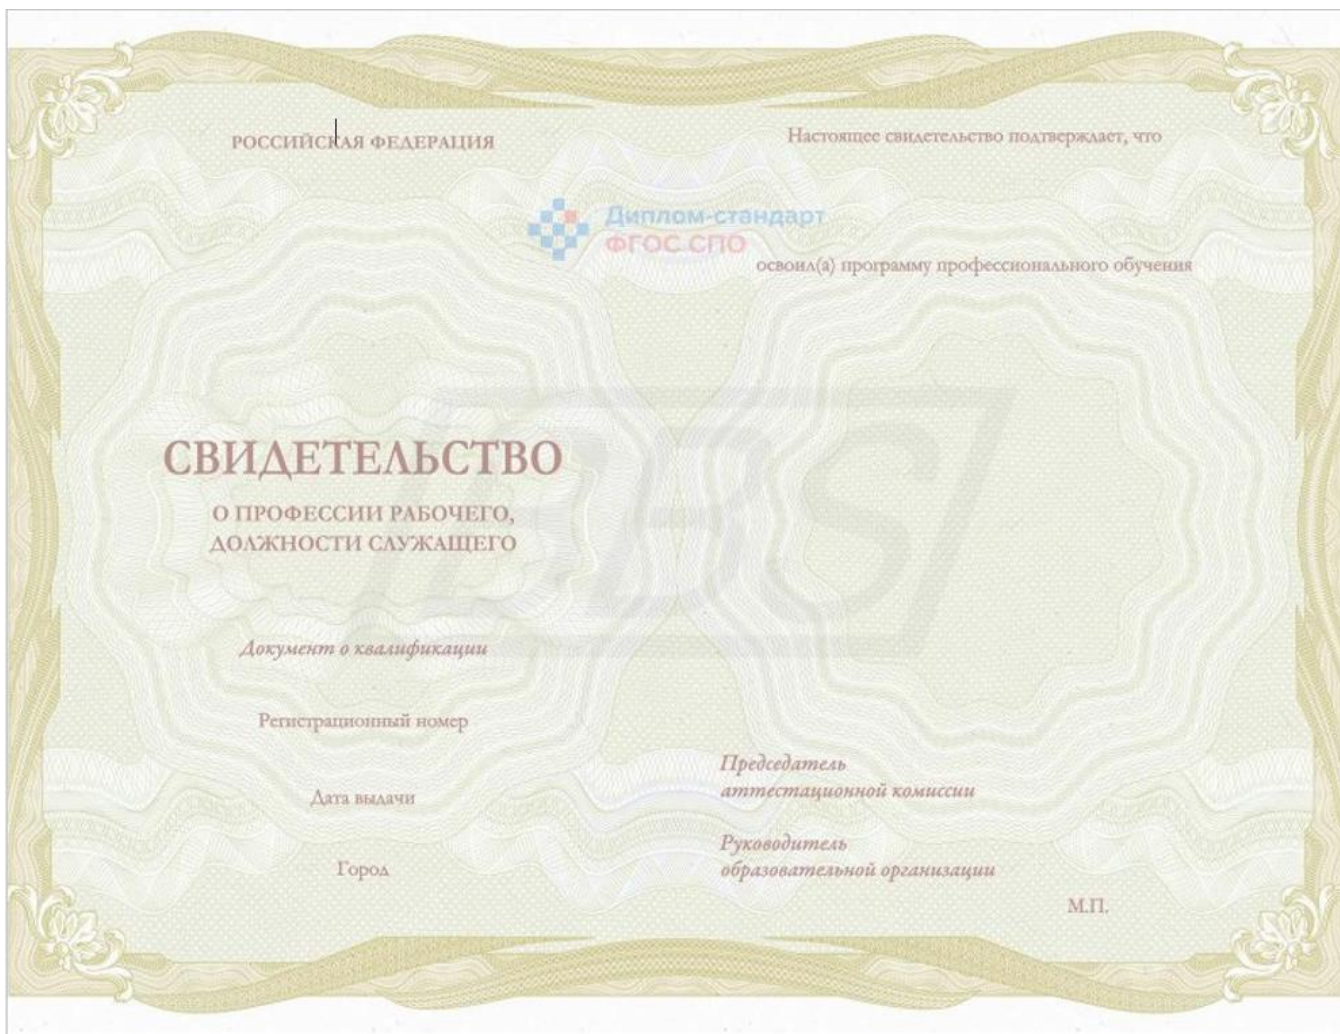 РОССИЙСКАЯ ФЕДЕРАЦИЯ
СВИДЕТЕЛЬСТВО
О ПРОФЕССИИ РАБОЧЕГО,
ДОЛЖНОСТИ СЛУЖАЩЕГО
Документ о квалификации
Регистрационный номер
Дата выдачи
Город
Диплом-стандарт
ФГОС СПО
Настоящее свидетельство подтверждает, что
освоил(а) программу профессионального обучения
Председатель
аттестационной комиссии
Руководитель
образовательной организации
М.П.